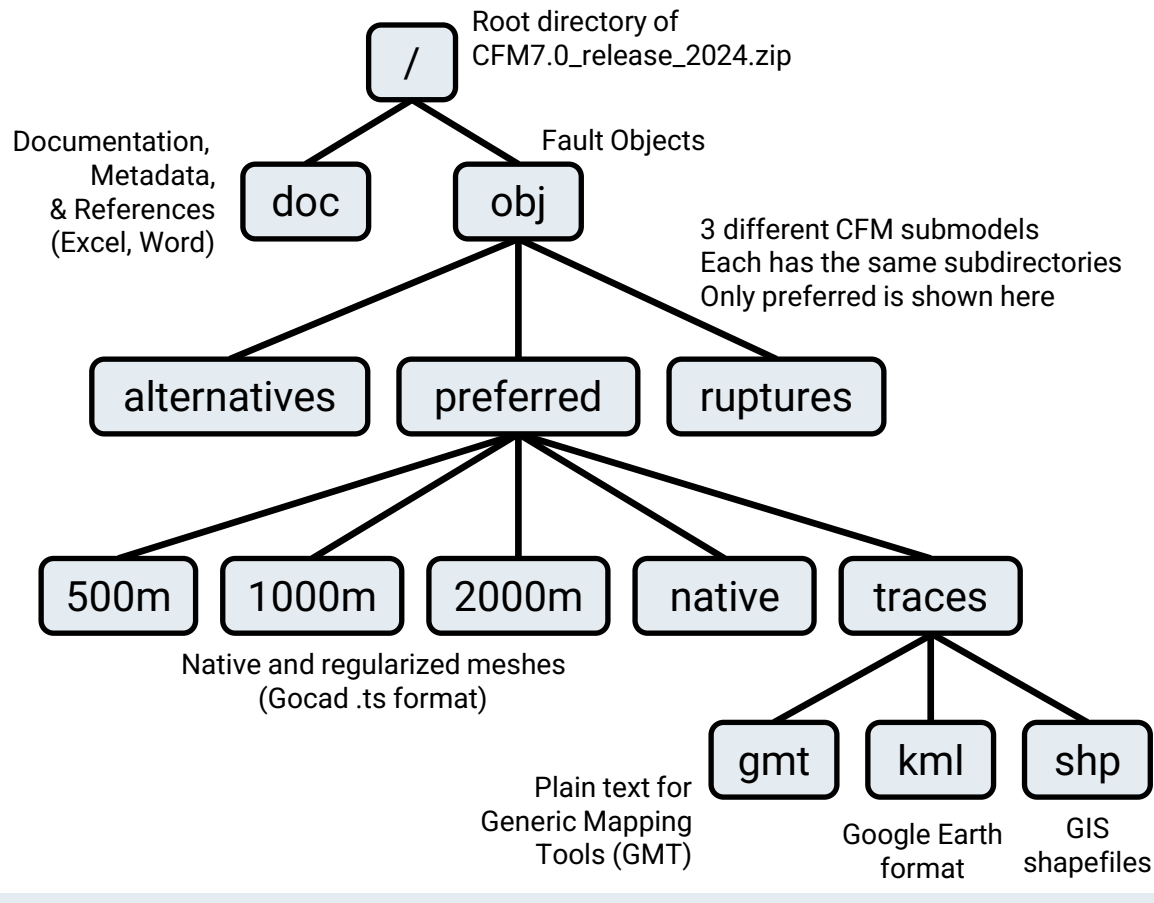 Root directory of
CFM7.0_release_2024.zip
/
Documentation,
Metadata,
& References
(Excel, Word)
Fault Objects
doc
obj
3 different CFM submodels
Each has the same subdirectories
Only preferred is shown here
alternatives
preferred
ruptures
500m
1000m
2000m
native
traces
Native and regularized meshes
(Gocad .ts format)
gmt
kml
shp
Plain text for
Generic Mapping
Tools (GMT)
Google Earth
format
GIS
shapefiles